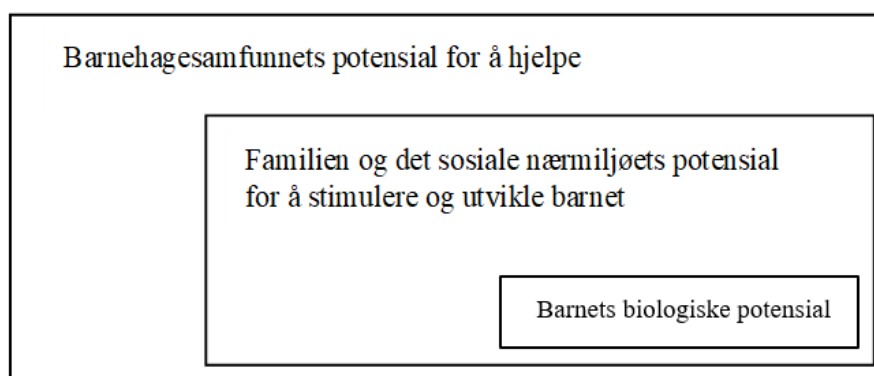 Barnehagesamfunnets potensial for å hjelpe
Familien og det sosiale nærmiljøets potensial
for å stimulere og utvikle barnet
Barnets biologiske potensial